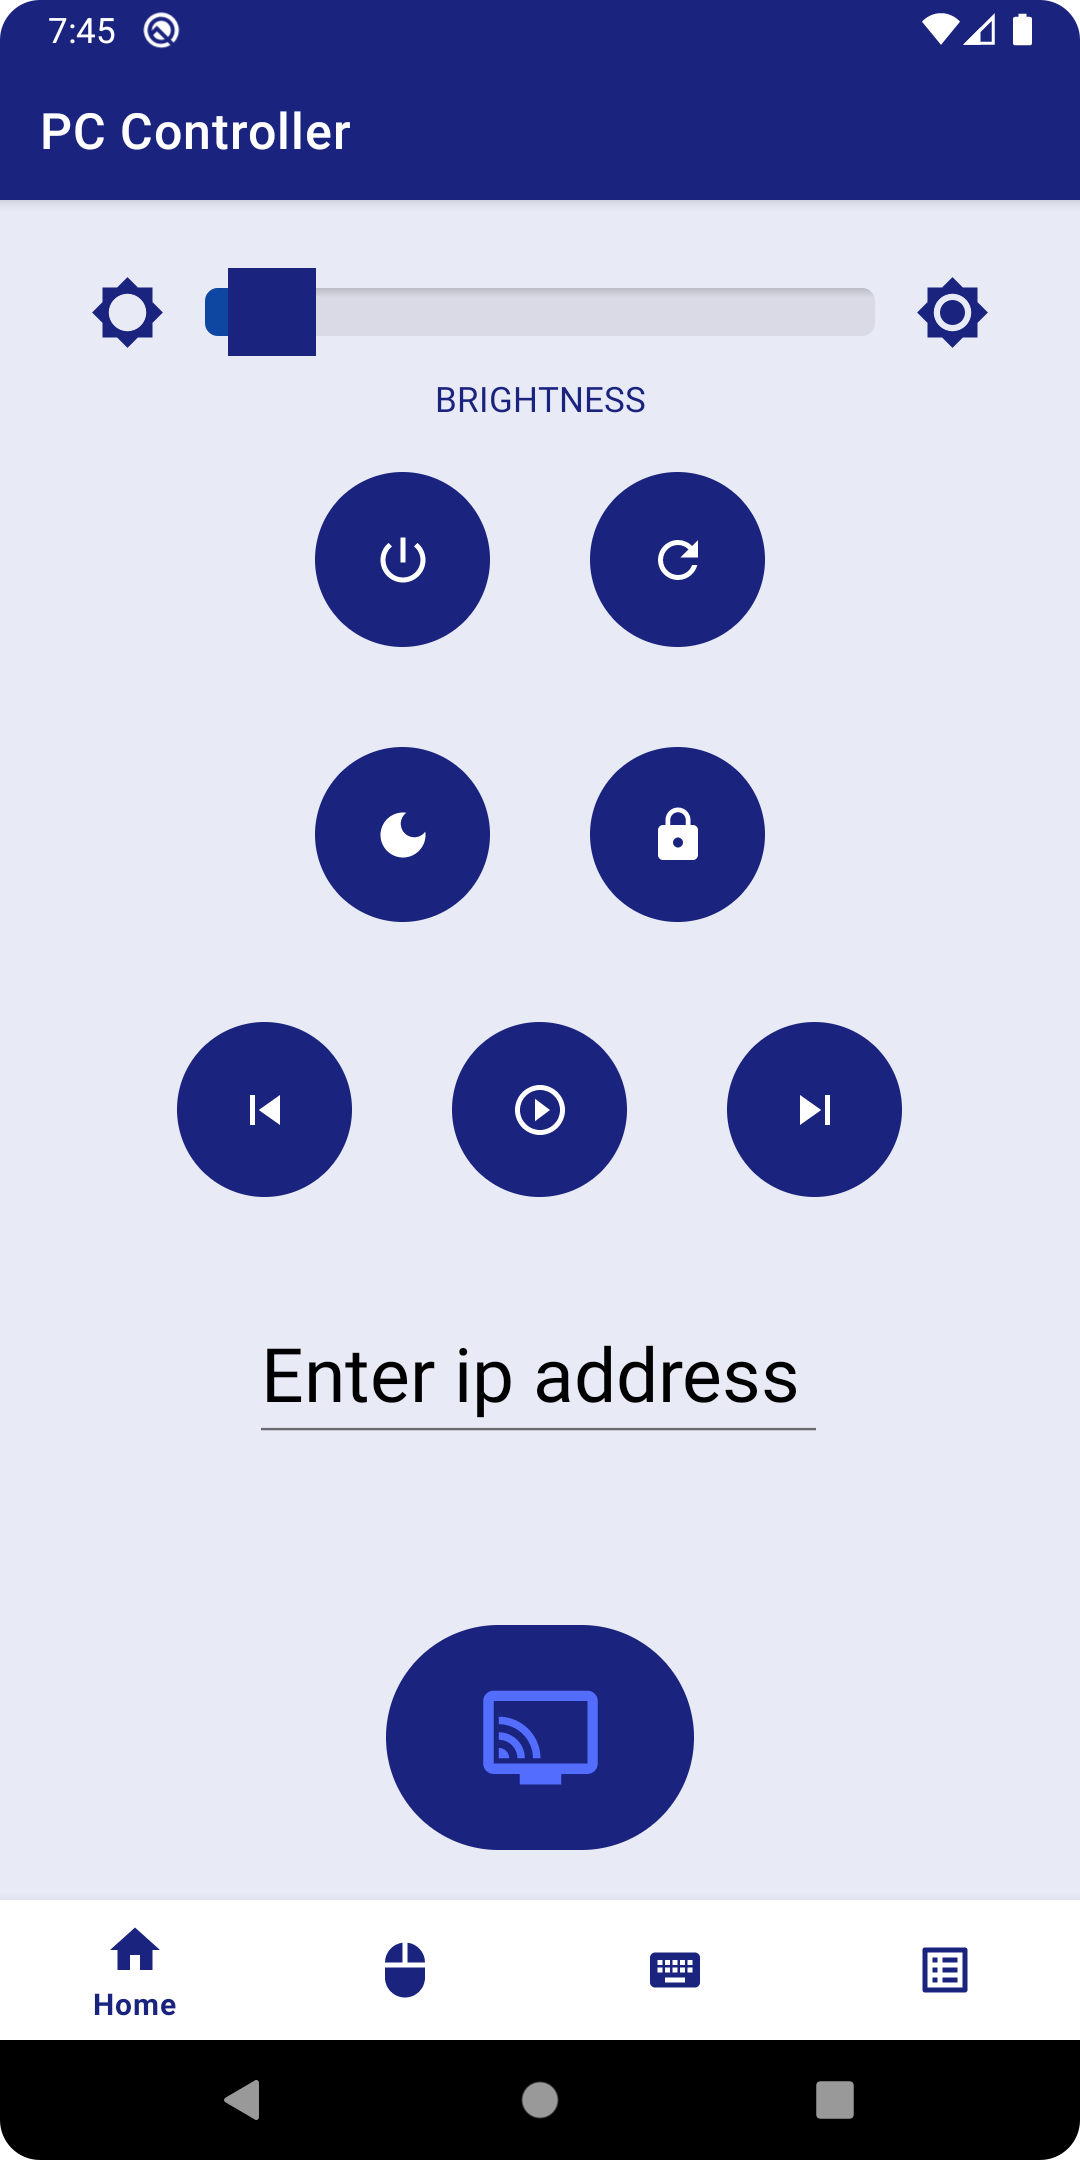 7:45
PC Controller
BRIGHTNESS
Enter ip address
Home